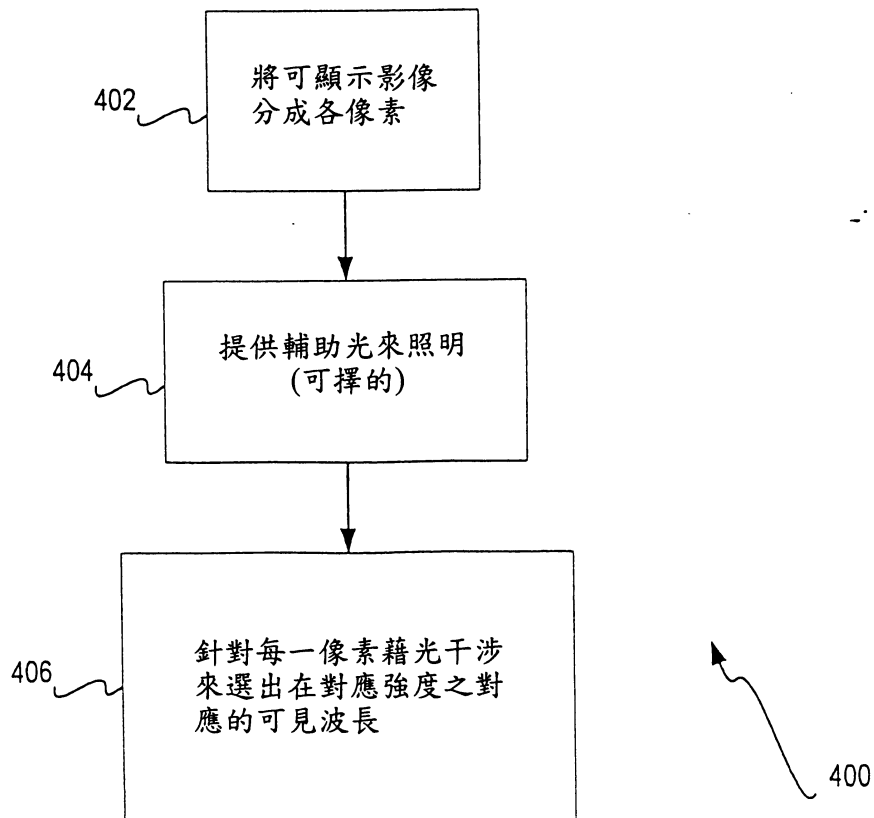 將可顯示影像
分成各像素
402
提供輔助光來照明
(可擇的)
404
針對每一像素藉光干涉
來選出在對應強度之對
應的可見波長
406
400